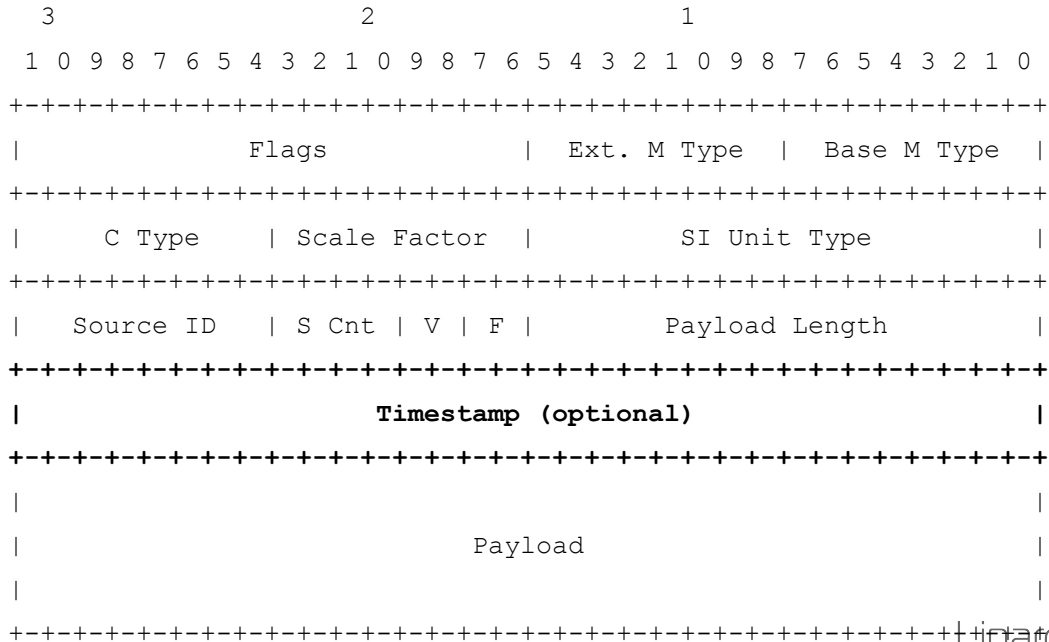 3                   2                   1
1 0 9 8 7 6 5 4 3 2 1 0 9 8 7 6 5 4 3 2 1 0 9 8 7 6 5 4 3 2 1 0
+-+-+-+-+-+-+-+-+-+-+-+-+-+-+-+-+-+-+-+-+-+-+-+-+-+-+-+-+-+-+-+-+
|              Flags            |  Ext. M Type  |  Base M Type  |
+-+-+-+-+-+-+-+-+-+-+-+-+-+-+-+-+-+-+-+-+-+-+-+-+-+-+-+-+-+-+-+-+
|     C Type    | Scale Factor  |         SI Unit Type          |
+-+-+-+-+-+-+-+-+-+-+-+-+-+-+-+-+-+-+-+-+-+-+-+-+-+-+-+-+-+-+-+-+
|   Source ID   | S Cnt | V | F |        Payload Length         |
+-+-+-+-+-+-+-+-+-+-+-+-+-+-+-+-+-+-+-+-+-+-+-+-+-+-+-+-+-+-+-+-+
|                      Timestamp (optional)                     |
+-+-+-+-+-+-+-+-+-+-+-+-+-+-+-+-+-+-+-+-+-+-+-+-+-+-+-+-+-+-+-+-+
|                                                               |
|                            Payload                            |
|                                                               |
+-+-+-+-+-+-+-+-+-+-+-+-+-+-+-+-+-+-+-+-+-+-+-+-+-+-+-+-+-+-+-+-+